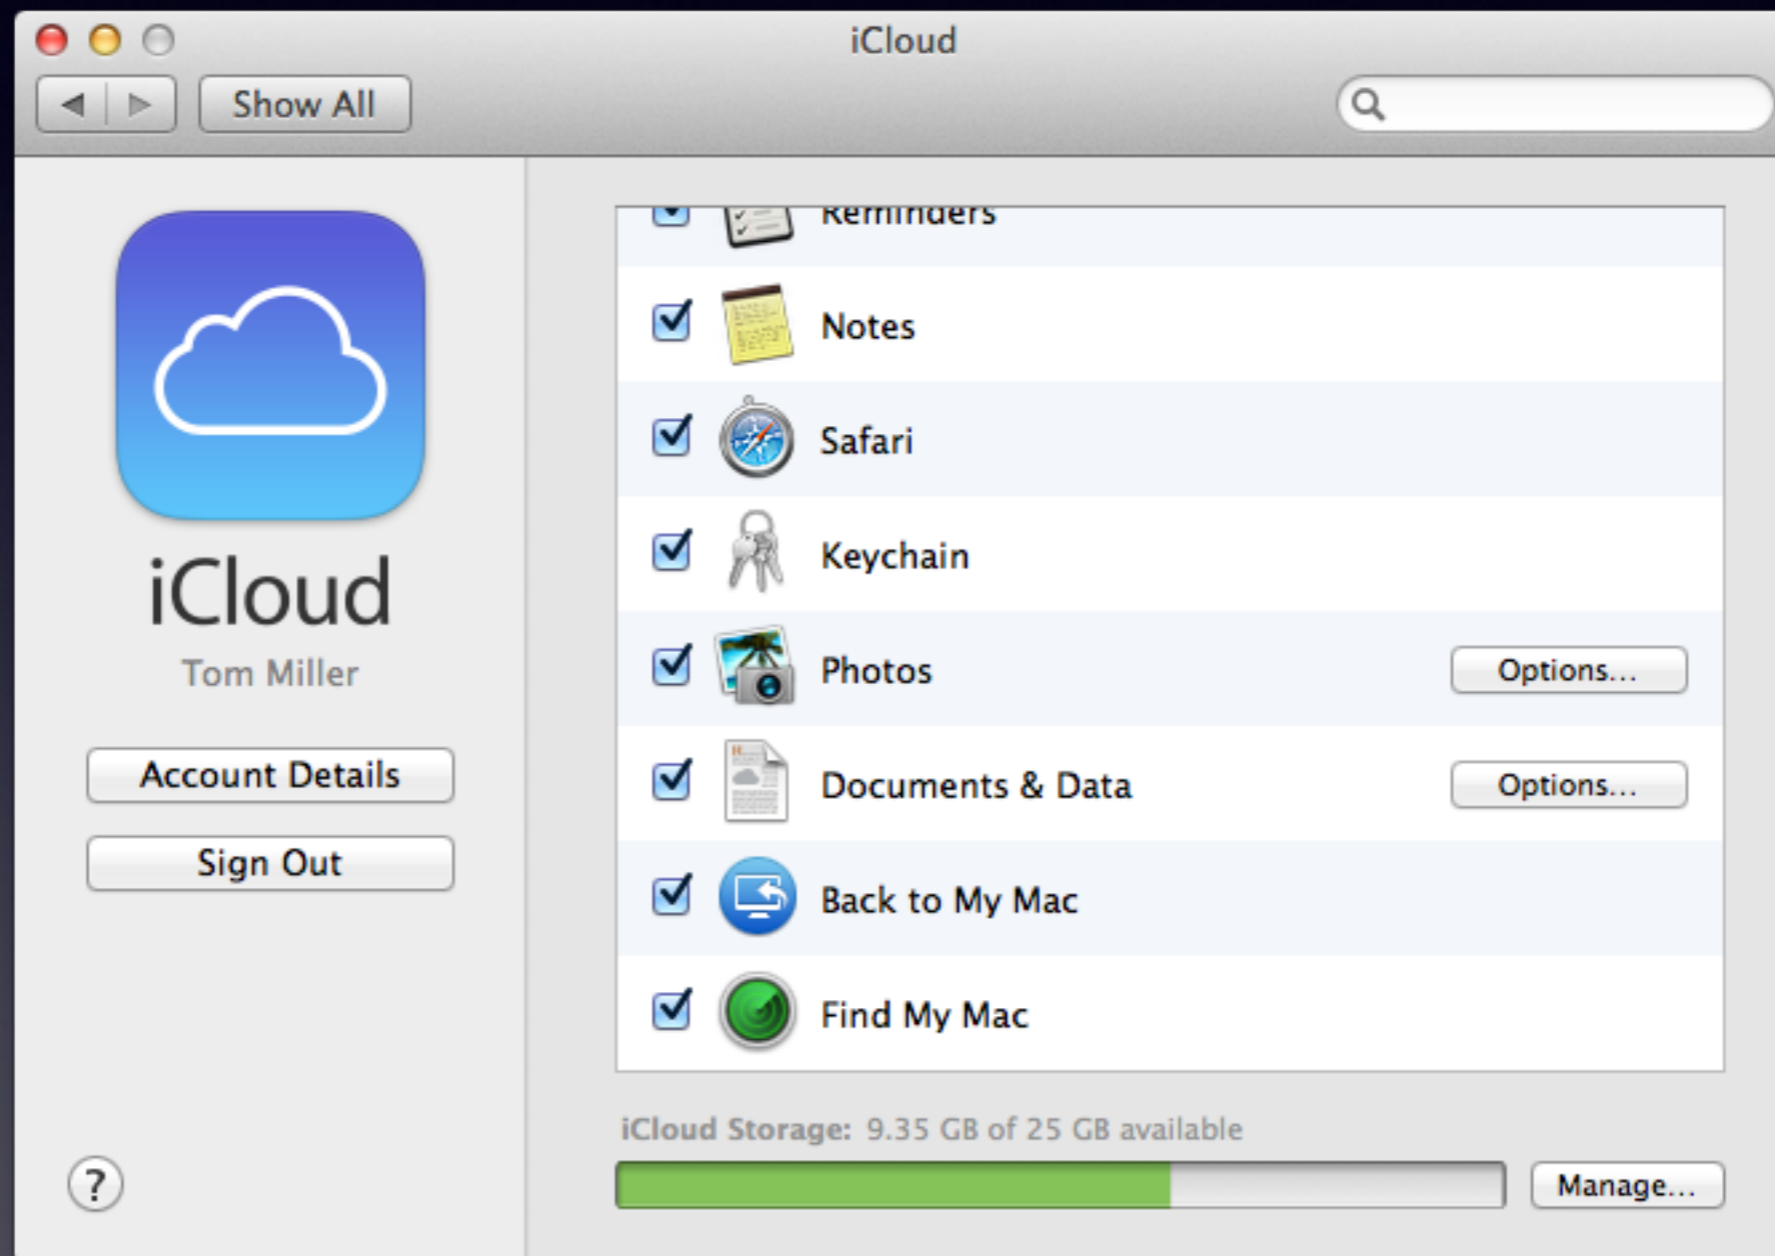 iCloud
Show All
iCloud
Tom Miller
Account Details
Sign Out
?
Reminders
Notes
Safari
Keychain
Photos
Options...
Documents & Data
Options...
Back to My Mac
Find My Mac
iCloud Storage: 9.35 GB of 25 GB available
Manage...